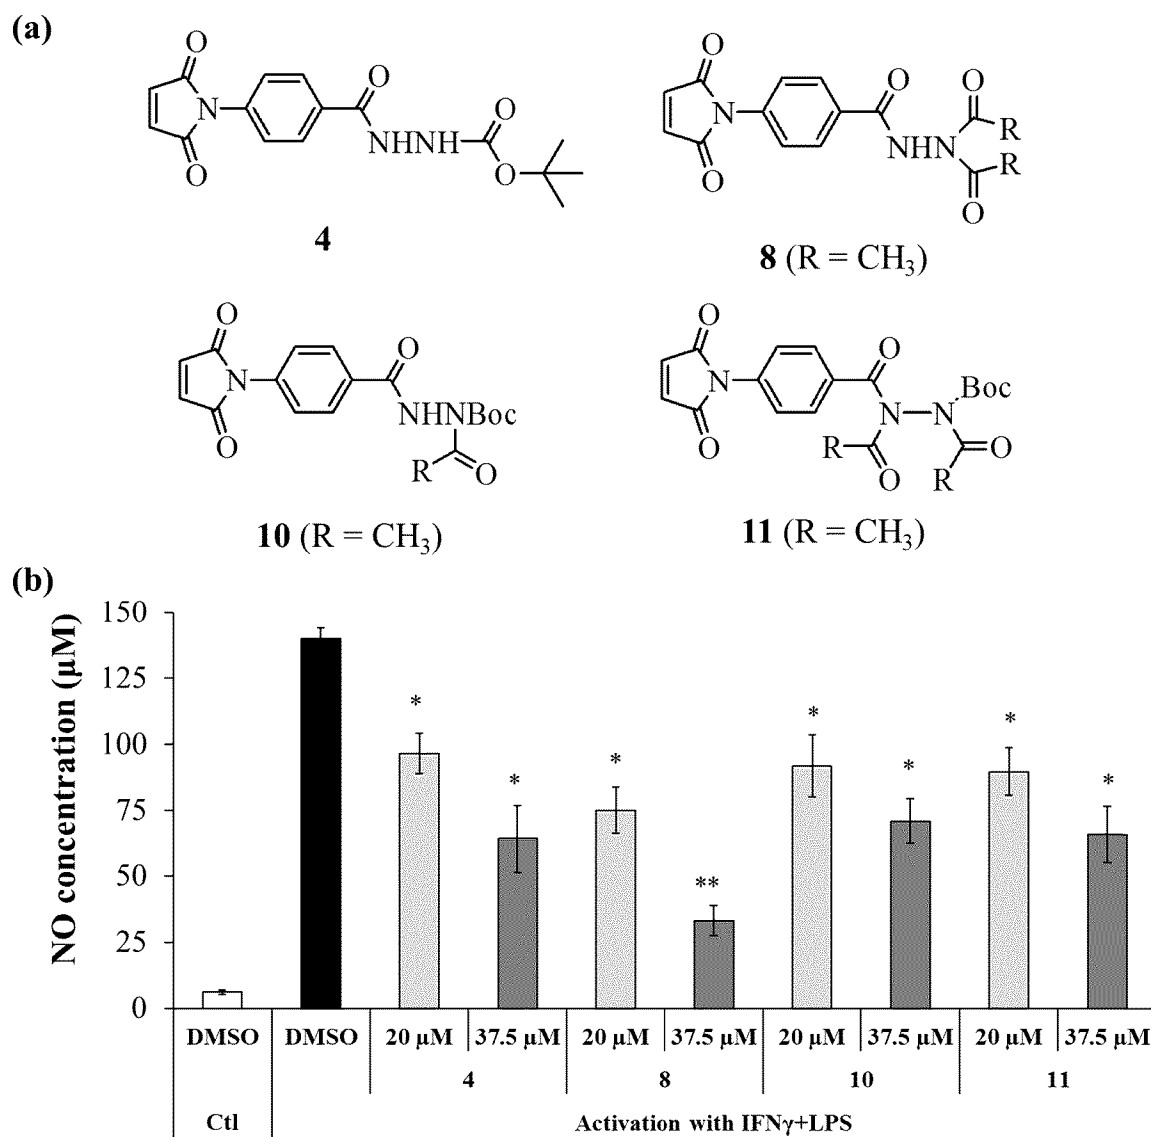 (a)
O
N
O
O
NHNH
O
O
4
O
N
O
O
NHN
O
R
R
O
8 (R = CH₃)
O
N
O
O
NHNBoc
R
O
10 (R = CH₃)
O
N
O
O
N
N
Boc
R
O
O
R
11 (R = CH₃)
(b)
NO concentration (μM)
150
125
100
75
50
25
0
* * * ** * * * *
DMSO DMSO 20 μM 37.5 μM 20 μM 37.5 μM 20 μM 37.5 μM 20 μM 37.5 μM
4 8 10 11
Ctl Activation with IFNγ+LPS